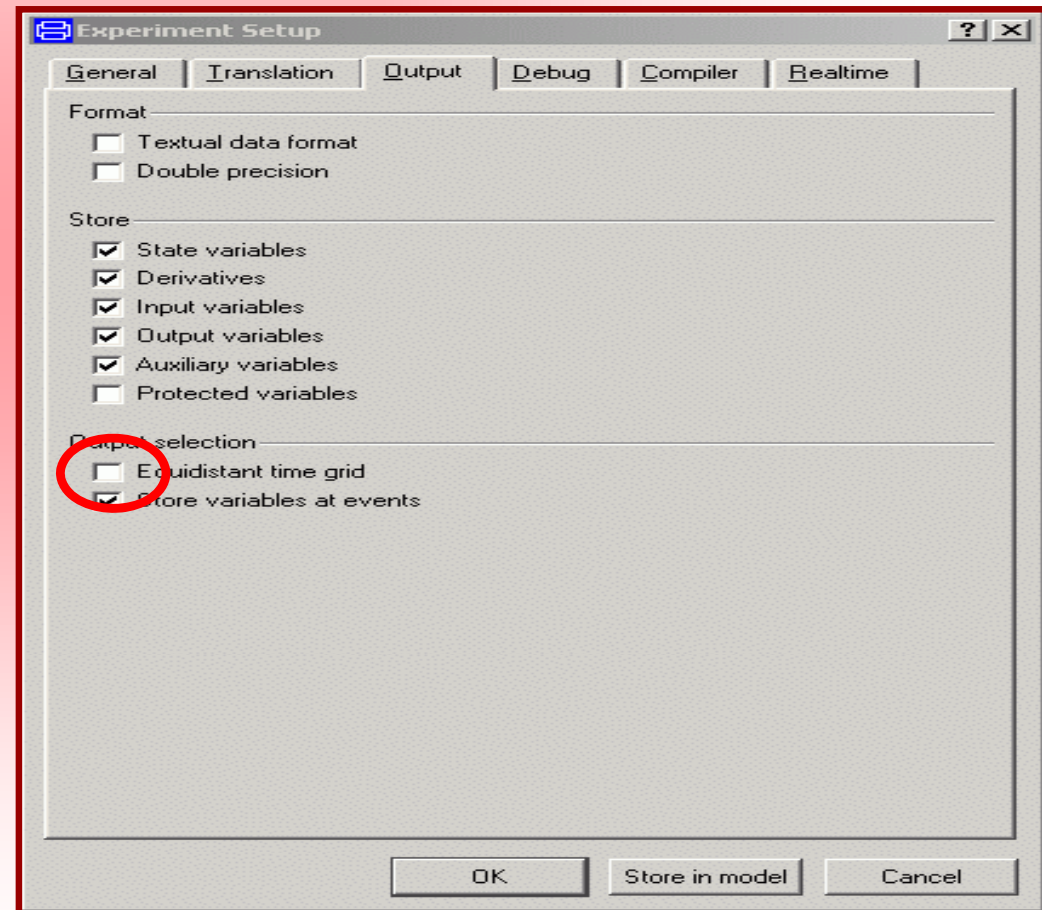 Experiment Setup
General Translation Output Debug Compiler Realtime
Format
Textual data format
Double precision
Store
State variables
Derivatives
Input variables
Output variables
Auxiliary variables
Protected variables
Output selection
Equidistant time grid
Store variables at events
OK Store in model Cancel